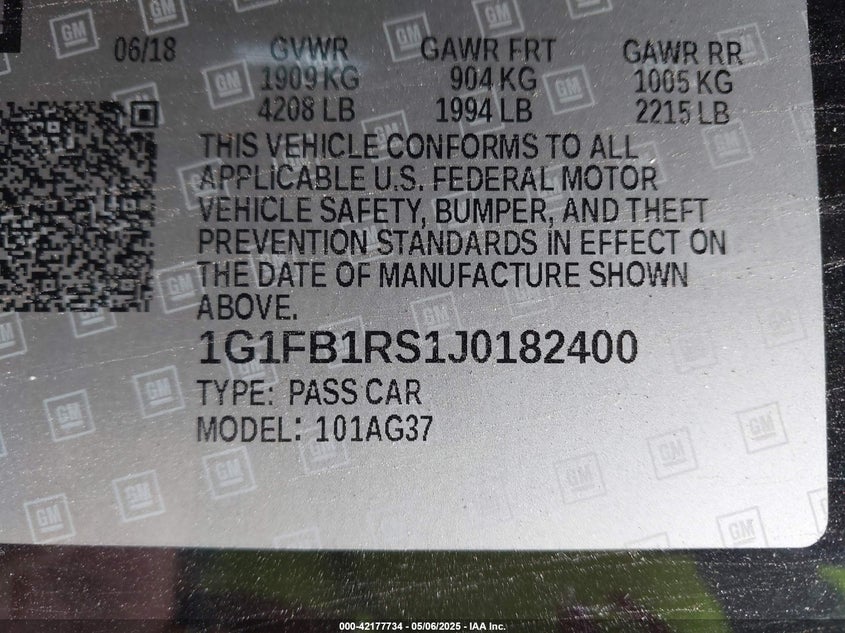 GM
06/18 GVWR GAWR FRT GAWR RR
1909 KG 904 KG 1005 KG
4208 LB 1994 LB 2215 LB
THIS VEHICLE CONFORMS TO ALL
APPLICABLE U.S. FEDERAL MOTOR
VEHICLE SAFETY, BUMPER, AND THEFT
PREVENTION STANDARDS IN EFFECT ON
THE DATE OF MANUFACTURE SHOWN
ABOVE.
1G1FB1RS1J0182400
TYPE: PASS CAR
MODEL: 101AG37
000-42177734 - 05/06/2025 - IAA Inc.